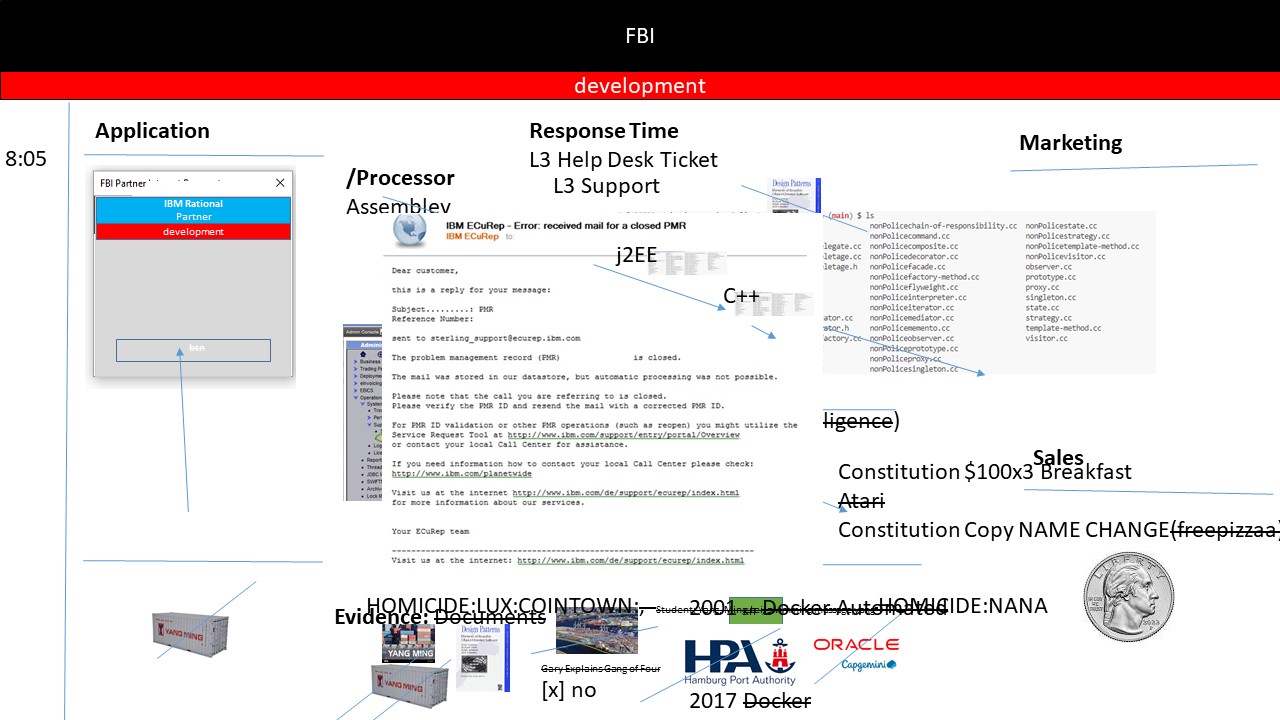 FBI
development
8:05
Application
FBI Partner
IBM Rational
Partner
development
btn
/Processor
Assembley
Response Time
L3 Help Desk Ticket
L3 Support
Design Patterns
Marketing
IBM ECuRep - Error: received mail for a closed PMR
IBM ECuRep to:
j2EE
C++
Dear customer,
this is a reply for your message:
Subject.........: PMR
Reference Number:
sent to sterling_support@ecurep.ibm.com
The problem management record (PMR) is closed.
The mail was stored in our datastore, but automatic processing was not possible.
Please note that the call you are referring to is closed.
Please verify the PMR ID and resend the mail with a corrected PMR ID.
For PMR ID validation or other PMR operations (such as reopen) you might utilize the
Service Request Tool at http://www.ibm.com/support/entry/portal/Overview
or contact your local Call Center for assistance.
If you need information how to contact your local Call Center please check:
http://www.ibm.com/planetwide
Visit us at the internet http://www.ibm.com/de/support/ecurep/index.html
for more information about our services.
Your ECuRep team
Visit us at the internet: http://www.ibm.com/de/support/ecurep/index.html
Admin Console
(main) $ ls
nonPolicechain-of-responsibility.cc nonPolicestate.cc
nonPolicecommand.cc nonPolicestrategy.cc
legate.cc nonPolicecomposite.cc nonPolicetemplate-method.cc
letage.cc nonPolicedecorator.cc nonPolicevisitor.cc
letage.h nonPolicefacade.cc observer.cc
nonPolicefactory-method.cc prototype.cc
nonPoliceflyweight.cc proxy.cc
nonPoliceinterpreter.cc singleton.cc
nonPoliceiterator.cc state.cc
ator.cc nonPolicemediator.cc strategy.cc
ator.h nonPolicememento.cc template-method.cc
actory.cc nonPoliceobserver.cc visitor.cc
nonPoliceprototype.cc
nonPoliceproxy.cc
nonPolicesingleton.cc
ligence)
Sales
Constitution $100x3 Breakfast
Atari
Constitution Copy NAME CHANGE(freepizzaa)
LIBERTY
HOMICIDE:LUX:COINTOWN:,
Evidence: Documents
2001 Docker Automated
HOMICIDE:NANA
YANG MING
YANG MING
YANG MING
Gary Explains Gang of Four
[x] no
HPA
Hamburg Port Authority
2017 Docker
ORACLE
Capgemini